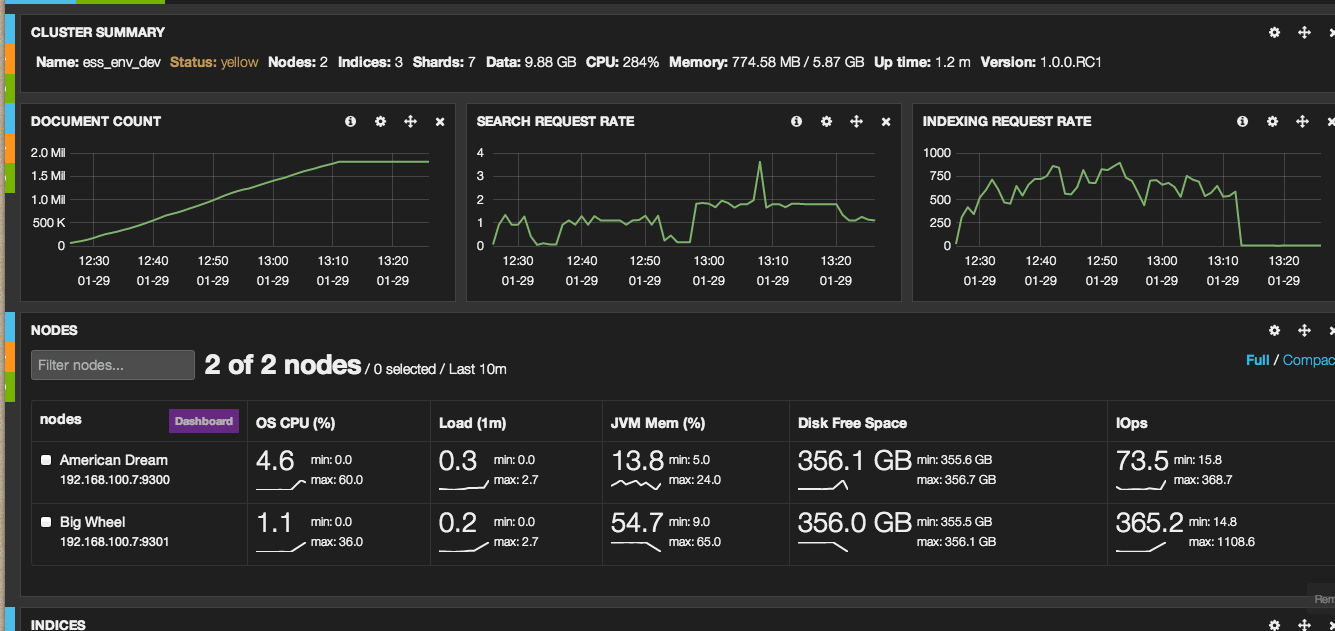 CLUSTER SUMMARY
Name: ess_env_dev Status: yellow Nodes: 2 Indices: 3 Shards: 7 Data: 9.88 GB CPU: 284% Memory: 774.58 MB / 5.87 GB Up time: 1.2 m Version: 1.0.0.RC1
DOCUMENT COUNT
2.0 Mil
1.5 Mil
1.0 Mil
500 K
0
12:30 12:40 12:50 13:00 13:10 13:20
01-29 01-29 01-29 01-29 01-29 01-29
SEARCH REQUEST RATE
4
3
2
1
0
12:30 12:40 12:50 13:00 13:10 13:20
01-29 01-29 01-29 01-29 01-29 01-29
INDEXING REQUEST RATE
1000
750
500
250
0
12:30 12:40 12:50 13:00 13:10 13:20
01-29 01-29 01-29 01-29 01-29 01-29
NODES
Filter nodes... 2 of 2 nodes / 0 selected / Last 10m
Full / Compac
nodes Dashboard OS CPU (%) Load (1m) JVM Mem (%) Disk Free Space IOps
American Dream 4.6 min: 0.0 0.3 min: 0.0 13.8 min: 5.0 356.1 GB min: 355.6 GB 73.5 min: 15.8
192.168.100.7:9300 max: 60.0 max: 2.7 max: 24.0 max: 356.7 GB max: 368.7
Big Wheel 1.1 min: 0.0 0.2 min: 0.0 54.7 min: 9.0 356.0 GB min: 355.5 GB 365.2 min: 14.8
192.168.100.7:9301 max: 36.0 max: 2.7 max: 65.0 max: 356.1 GB max: 1108.6
Rem
INDICES